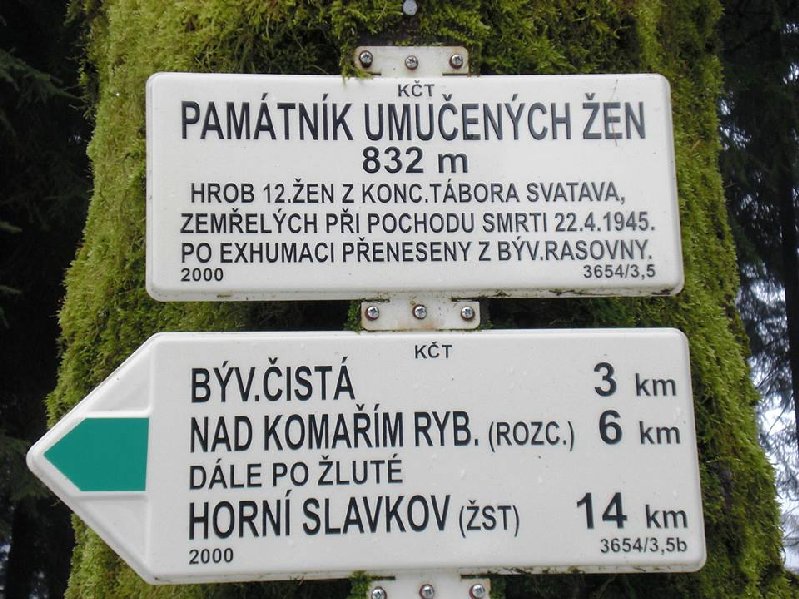 KČT
PAMÁTNÍK UMUČENÝCH ŽEN
832 m
HROB 12.ŽEN Z KONC.TÁBORA SVATAVA,
ZEMŘELÝCH PŘI POCHODU SMRTI 22.4.1945.
PO EXHUMACI PŘENESENY Z BÝV.RASOVNY.
2000 3654/3,5
KČT
BÝV.ČISTÁ 3 km
NAD KOMAŘÍM RYB. (ROZC.) 6 km
DÁLE PO ŽLUTÉ
HORNÍ SLAVKOV (ŽST) 14 km
2000 3654/3,5b